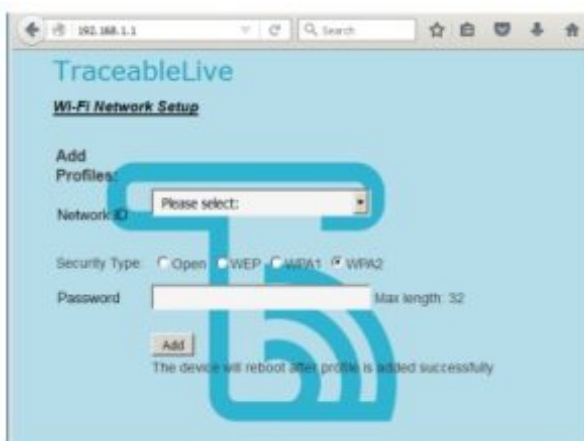 192.168.1.1
Search
TraceableLive
Wi-Fi Network Setup
Add
Profiles:
Network ID
Please select:
Security Type: Open WEP WPA1 WPA2
Password Max length: 32
Add
The device will reboot after profile is added successfully